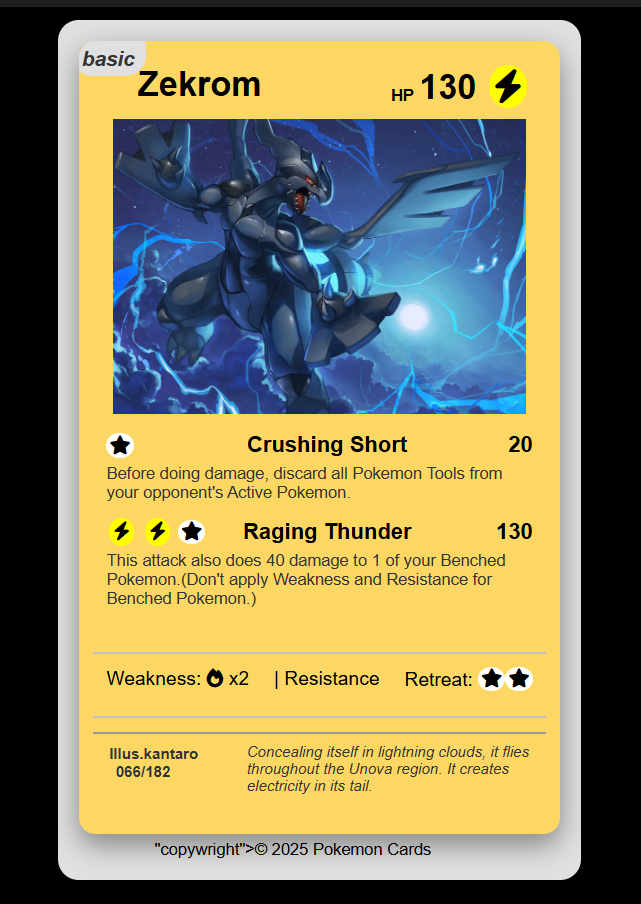 basic
Zekrom
HP 130
Crushing Short 20
Before doing damage, discard all Pokemon Tools from
your opponent's Active Pokemon.
Raging Thunder 130
This attack also does 40 damage to 1 of your Benched
Pokemon.(Don't apply Weakness and Resistance for
Benched Pokemon.)
Weakness: x2 | Resistance Retreat:
Illus.kantaro
066/182
Concealing itself in lightning clouds, it flies
throughout the Unova region. It creates
electricity in its tail.
"copywright">© 2025 Pokemon Cards